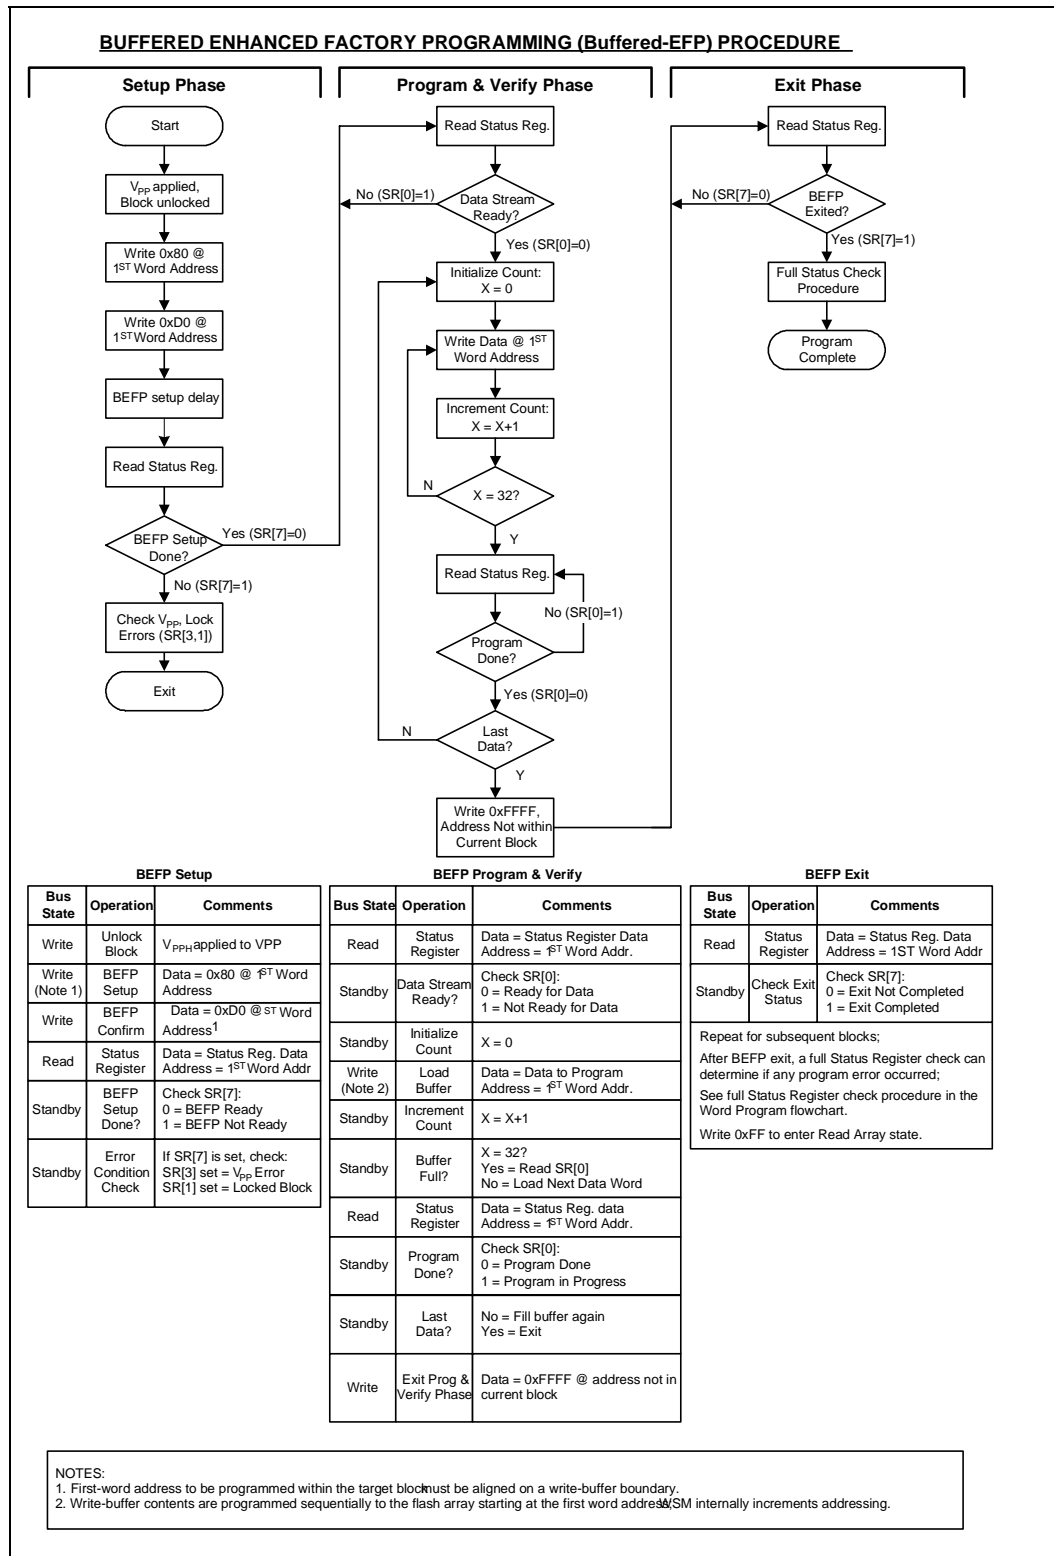 BUFFERED ENHANCED FACTORY PROGRAMMING (Buffered-EFP) PROCEDURE
Setup Phase
Start
VPP applied,
Block unlocked
Write 0x80 @
1ST Word Address
Write 0xD0 @
1ST Word Address
BEFP setup delay
Read Status Reg.
BEFP Setup
Done?
Yes (SR[7]=0)
No (SR[7]=1)
Check VPP, Lock
Errors (SR[3,1])
Exit
Program & Verify Phase
Read Status Reg.
No (SR[0]=1)
Data Stream
Ready?
Yes (SR[0]=0)
Initialize Count:
X = 0
Write Data @ 1ST
Word Address
Increment Count:
X = X+1
N
X = 32?
Y
Read Status Reg.
No (SR[0]=1)
Program
Done?
Yes (SR[0]=0)
N
Last
Data?
Y
Write 0xFFFF,
Address Not within
Current Block
Exit Phase
Read Status Reg.
No (SR[7]=0)
BEFP
Exited?
Yes (SR[7]=1)
Full Status Check
Procedure
Program
Complete
BEFP Setup
Bus
State
Operation
Comments
Write
Unlock
Block
VPPH applied to VPP
Write
(Note 1)
BEFP
Setup
Data = 0x80 @ 1ST Word
Address
Write
BEFP
Confirm
Data = 0xD0 @ ST Word
Address1
Read
Status
Register
Data = Status Reg. Data
Address = 1ST Word Addr
Standby
BEFP
Setup
Done?
Check SR[7]:
0 = BEFP Ready
1 = BEFP Not Ready
Standby
Error
Condition
Check
If SR[7] is set, check:
SR[3] set = VPP Error
SR[1] set = Locked Block
BEFP Program & Verify
Bus State
Operation
Comments
Read
Status
Register
Data = Status Register Data
Address = 1ST Word Addr.
Standby
Data Stream
Ready?
Check SR[0]:
0 = Ready for Data
1 = Not Ready for Data
Standby
Initialize
Count
X = 0
Write
(Note 2)
Load
Buffer
Data = Data to Program
Address = 1ST Word Addr.
Standby
Increment
Count
X = X+1
Standby
Buffer
Full?
X = 32?
Yes = Read SR[0]
No = Load Next Data Word
Read
Status
Register
Data = Status Reg. data
Address = 1ST Word Addr.
Standby
Program
Done?
Check SR[0]:
0 = Program Done
1 = Program in Progress
Standby
Last
Data?
No = Fill buffer again
Yes = Exit
Write
Exit Prog &
Verify Phase
Data = 0xFFFF @ address not in
current block
BEFP Exit
Bus
State
Operation
Comments
Read
Status
Register
Data = Status Reg. Data
Address = 1ST Word Addr
Standby
Check Exit
Status
Check SR[7]:
0 = Exit Not Completed
1 = Exit Completed
Repeat for subsequent blocks;
After BEFP exit, a full Status Register check can
determine if any program error occurred;
See full Status Register check procedure in the
Word Program flowchart.
Write 0xFF to enter Read Array state.
NOTES:
1. First-word address to be programmed within the target block must be aligned on a write-buffer boundary.
2. Write-buffer contents are programmed sequentially to the flash array starting at the first word address; WSM internally increments addressing.